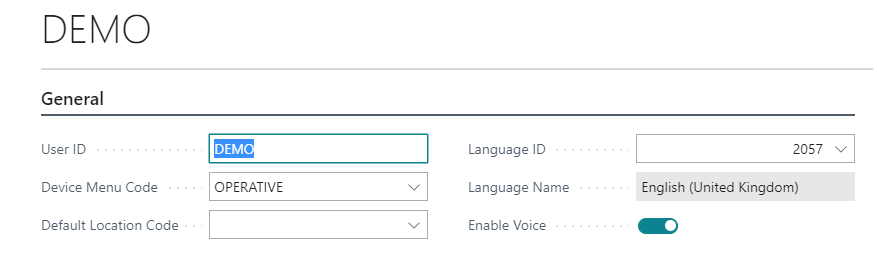 DEMO
General
User ID DEMO
Language ID 2057
Device Menu Code OPERATIVE
Language Name English (United Kingdom)
Default Location Code
Enable Voice